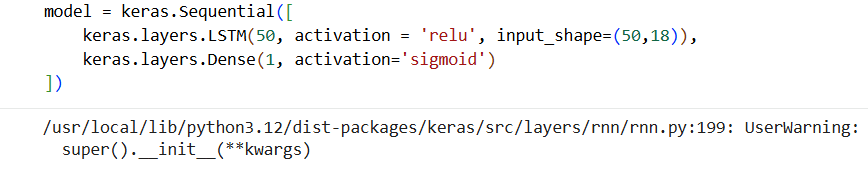 model = keras.Sequential([
    keras.layers.LSTM(50, activation = 'relu', input_shape=(50,18)),
    keras.layers.Dense(1, activation='sigmoid')
])
/usr/local/lib/python3.12/dist-packages/keras/src/layers/rnn/rnn.py:199: UserWarning:
  super().__init__(**kwargs)